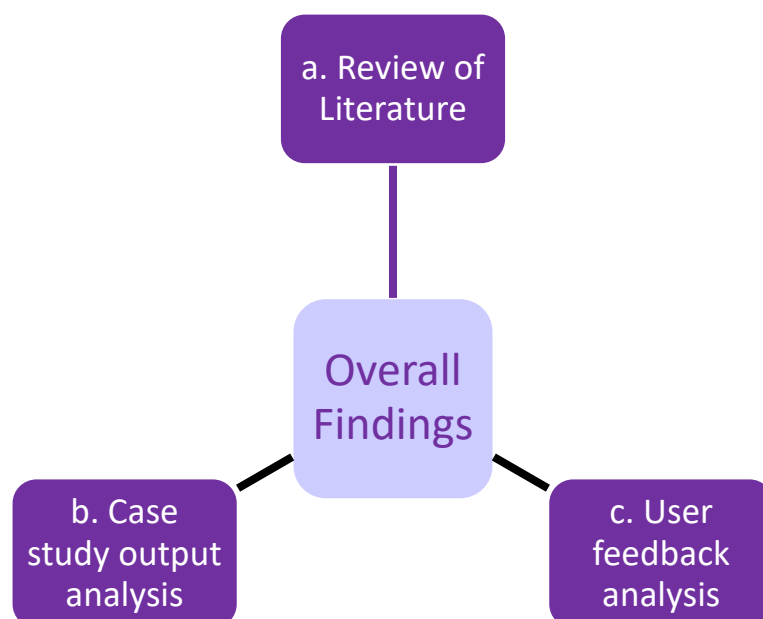 a. Review of
Literature
Overall
Findings
b. Case
study output
analysis
c. User
feedback
analysis